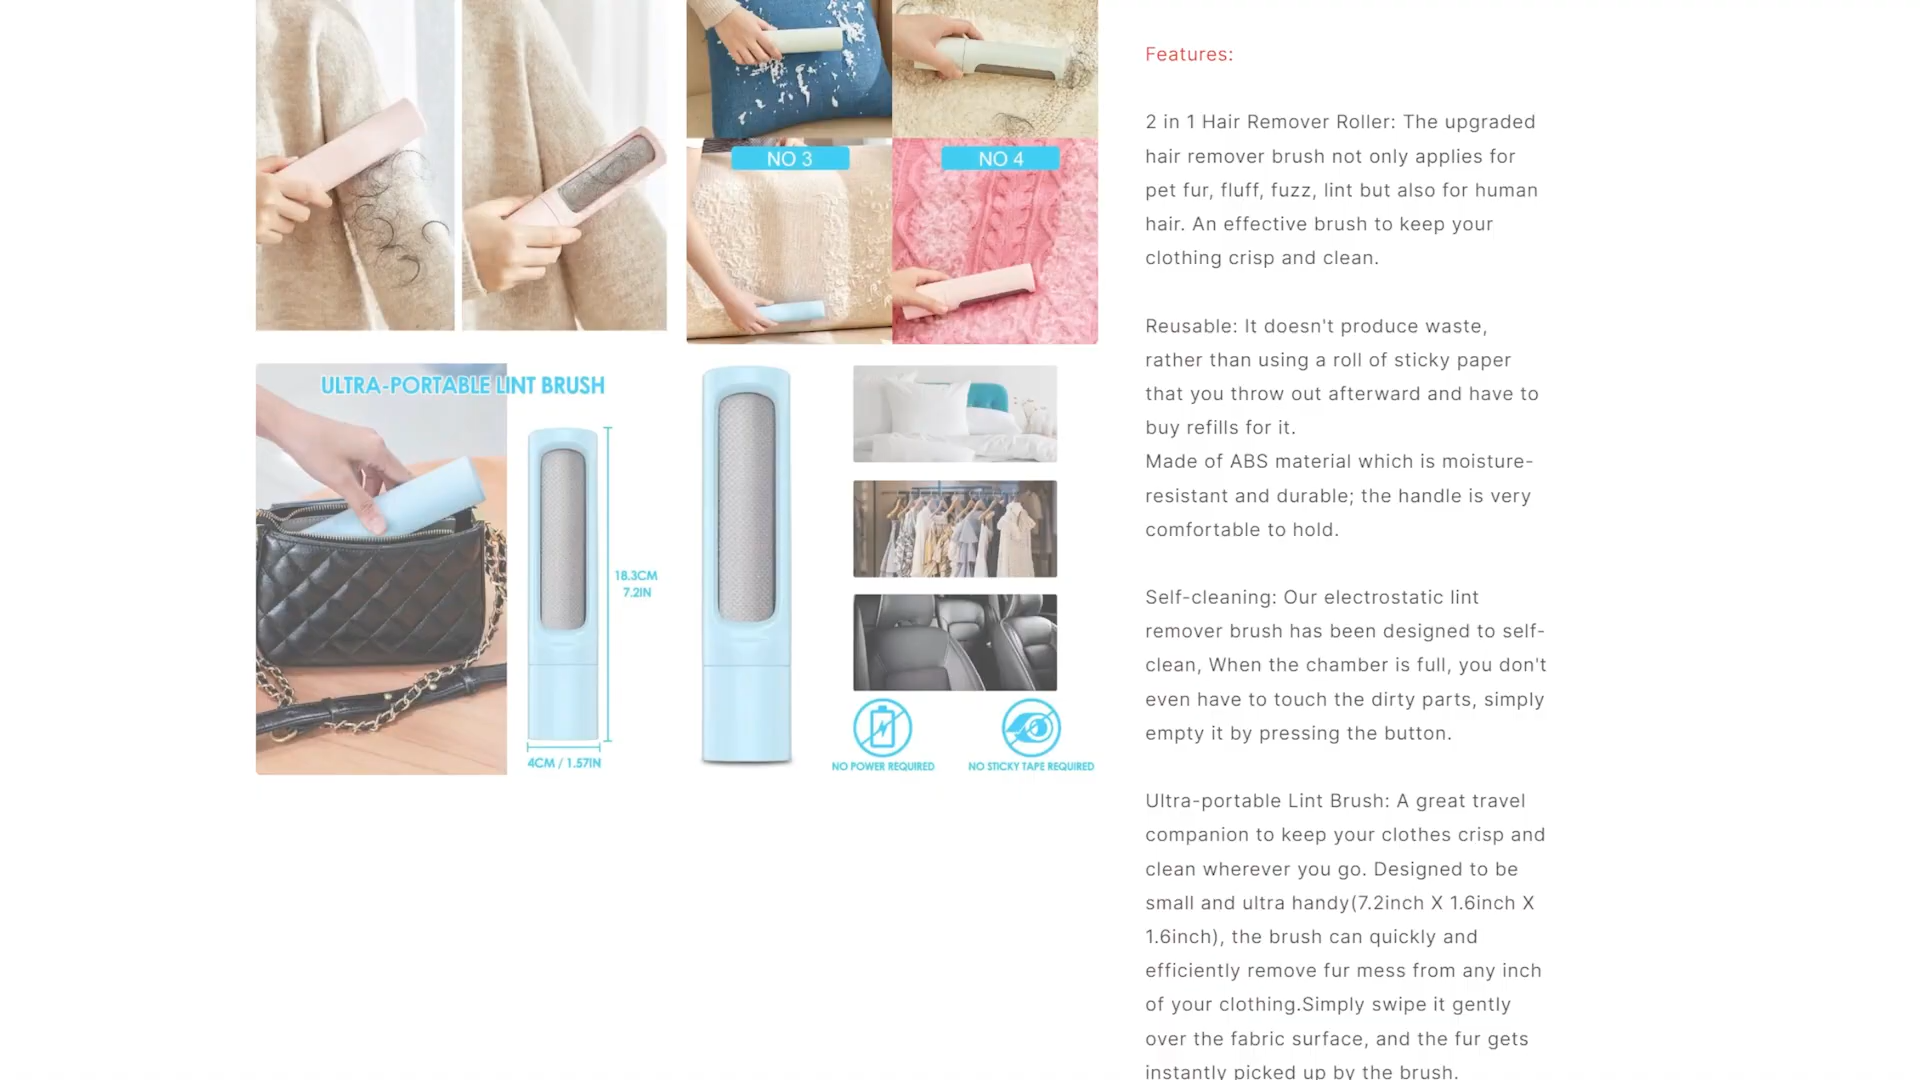 NO 3
NO 4
ULTRA-PORTABLE LINT BRUSH
18.3CM
7.2IN
4CM / 1.57IN
NO POWER REQUIRED
NO STICKY TAPE REQUIRED
Features:
2 in 1 Hair Remover Roller: The upgraded
hair remover brush not only applies for
pet fur, fluff, fuzz, lint but also for human
hair. An effective brush to keep your
clothing crisp and clean.
Reusable: It doesn't produce waste,
rather than using a roll of sticky paper
that you throw out afterward and have to
buy refills for it.
Made of ABS material which is moisture-
resistant and durable; the handle is very
comfortable to hold.
Self-cleaning: Our electrostatic lint
remover brush has been designed to self-
clean, When the chamber is full, you don't
even have to touch the dirty parts, simply
empty it by pressing the button.
Ultra-portable Lint Brush: A great travel
companion to keep your clothes crisp and
clean wherever you go. Designed to be
small and ultra handy(7.2inch X 1.6inch X
1.6inch), the brush can quickly and
efficiently remove fur mess from any inch
of your clothing.Simply swipe it gently
over the fabric surface, and the fur gets
instantly picked up by the brush.